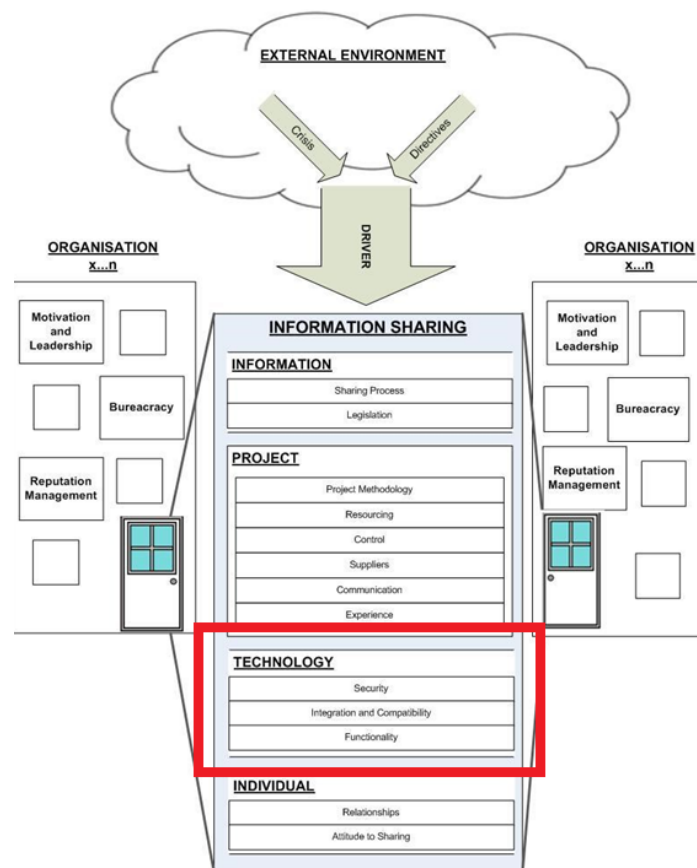 EXTERNAL ENVIRONMENT
Crisis
Directives
DRIVER
ORGANISATION
x...n
Motivation
and
Leadership
Bureacracy
Reputation
Management
INFORMATION SHARING
INFORMATION
Sharing Process
Legislation
PROJECT
Project Methodology
Resourcing
Control
Suppliers
Communication
Experience
TECHNOLOGY
Security
Integration and Compatibility
Functionality
INDIVIDUAL
Relationships
Attitude to Sharing
ORGANISATION
x...n
Motivation
and
Leadership
Bureacracy
Reputation
Management